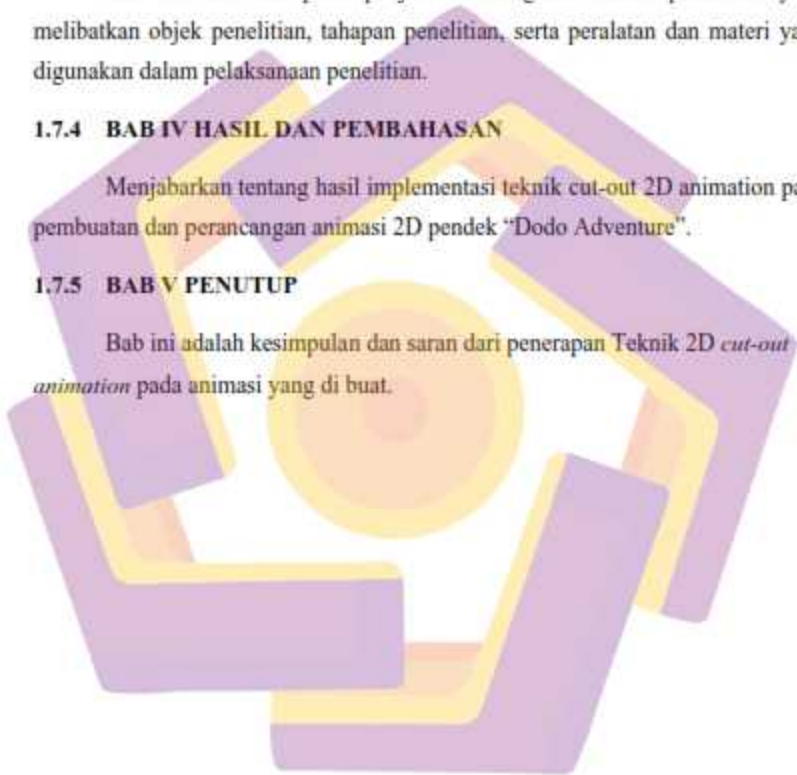 melibatkan objek penelitian, tahapan penelitian, serta peralatan dan materi ya
digunakan dalam pelaksanaan penelitian.
1.7.4 BAB IV HASIL DAN PEMBAHASAN
Menjabarkan tentang hasil implementasi teknik cut-out 2D animation pa
pembuatan dan perancangan animasi 2D pendek “Dodo Adventure”.
1.7.5 BAB V PENUTUP
Bab ini adalah kesimpulan dan saran dari penerapan Teknik 2D cut-out
animation pada animasi yang di buat.